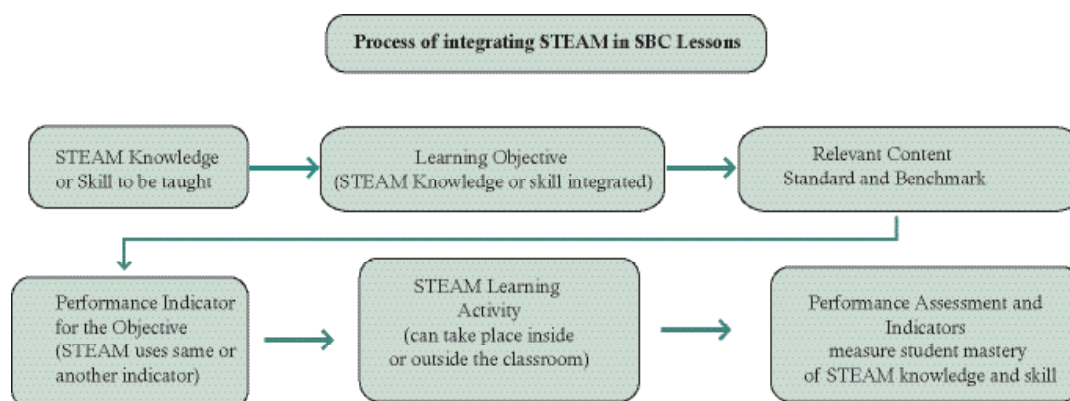 Process of integrating STEAM in SBC Lessons
STEAM Knowledge
or Skill to be taught
Learning Objective
(STEAM Knowledge or skill integrated)
Relevant Content
Standard and Benchmark
Performance Indicator
for the Objective
(STEAM uses same or
another indicator)
STEAM Learning
Activity
(can take place inside
or outside the classroom)
Performance Assessment and
Indicators
measure student mastery
of STEAM knowledge and skill